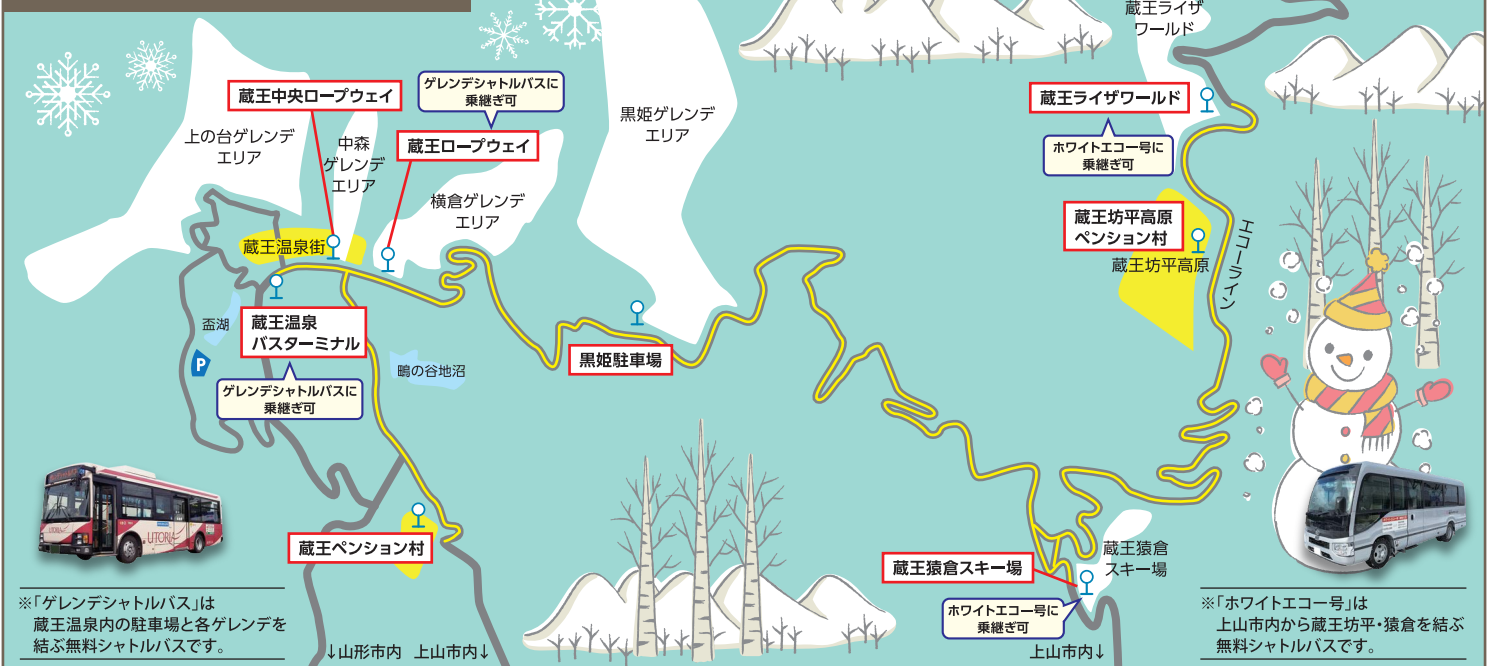 蔵王ライザ
ワールド
蔵王中央ロープウェイ
ゲレンデシャトルバスに
乗継ぎ可
蔵王ロープウェイ
上の台ゲレンデ
エリア
中森
ゲレンデ
エリア
横倉ゲレンデ
エリア
黒姫ゲレンデ
エリア
蔵王ライザワールド
ホワイトエコー号に
乗継ぎ可
蔵王坊平高原
ペンション村
蔵王坊平高原
エコーライン
蔵王温泉街
盃湖
P
蔵王温泉
バスターミナル
ゲレンデシャトルバスに
乗継ぎ可
鴫の谷地沼
黒姫駐車場
蔵王ペンション村
蔵王猿倉スキー場
蔵王猿倉
スキー場
ホワイトエコー号に
乗継ぎ可
UTORIA
※「ゲレンデシャトルバス」は
蔵王温泉内の駐車場と各ゲレンデを
結ぶ無料シャトルバスです。
↓山形市内
上山市内↓
上山市内↓
※「ホワイトエコー号」は
上山市内から蔵王坊平・猿倉を結ぶ
無料シャトルバスです。